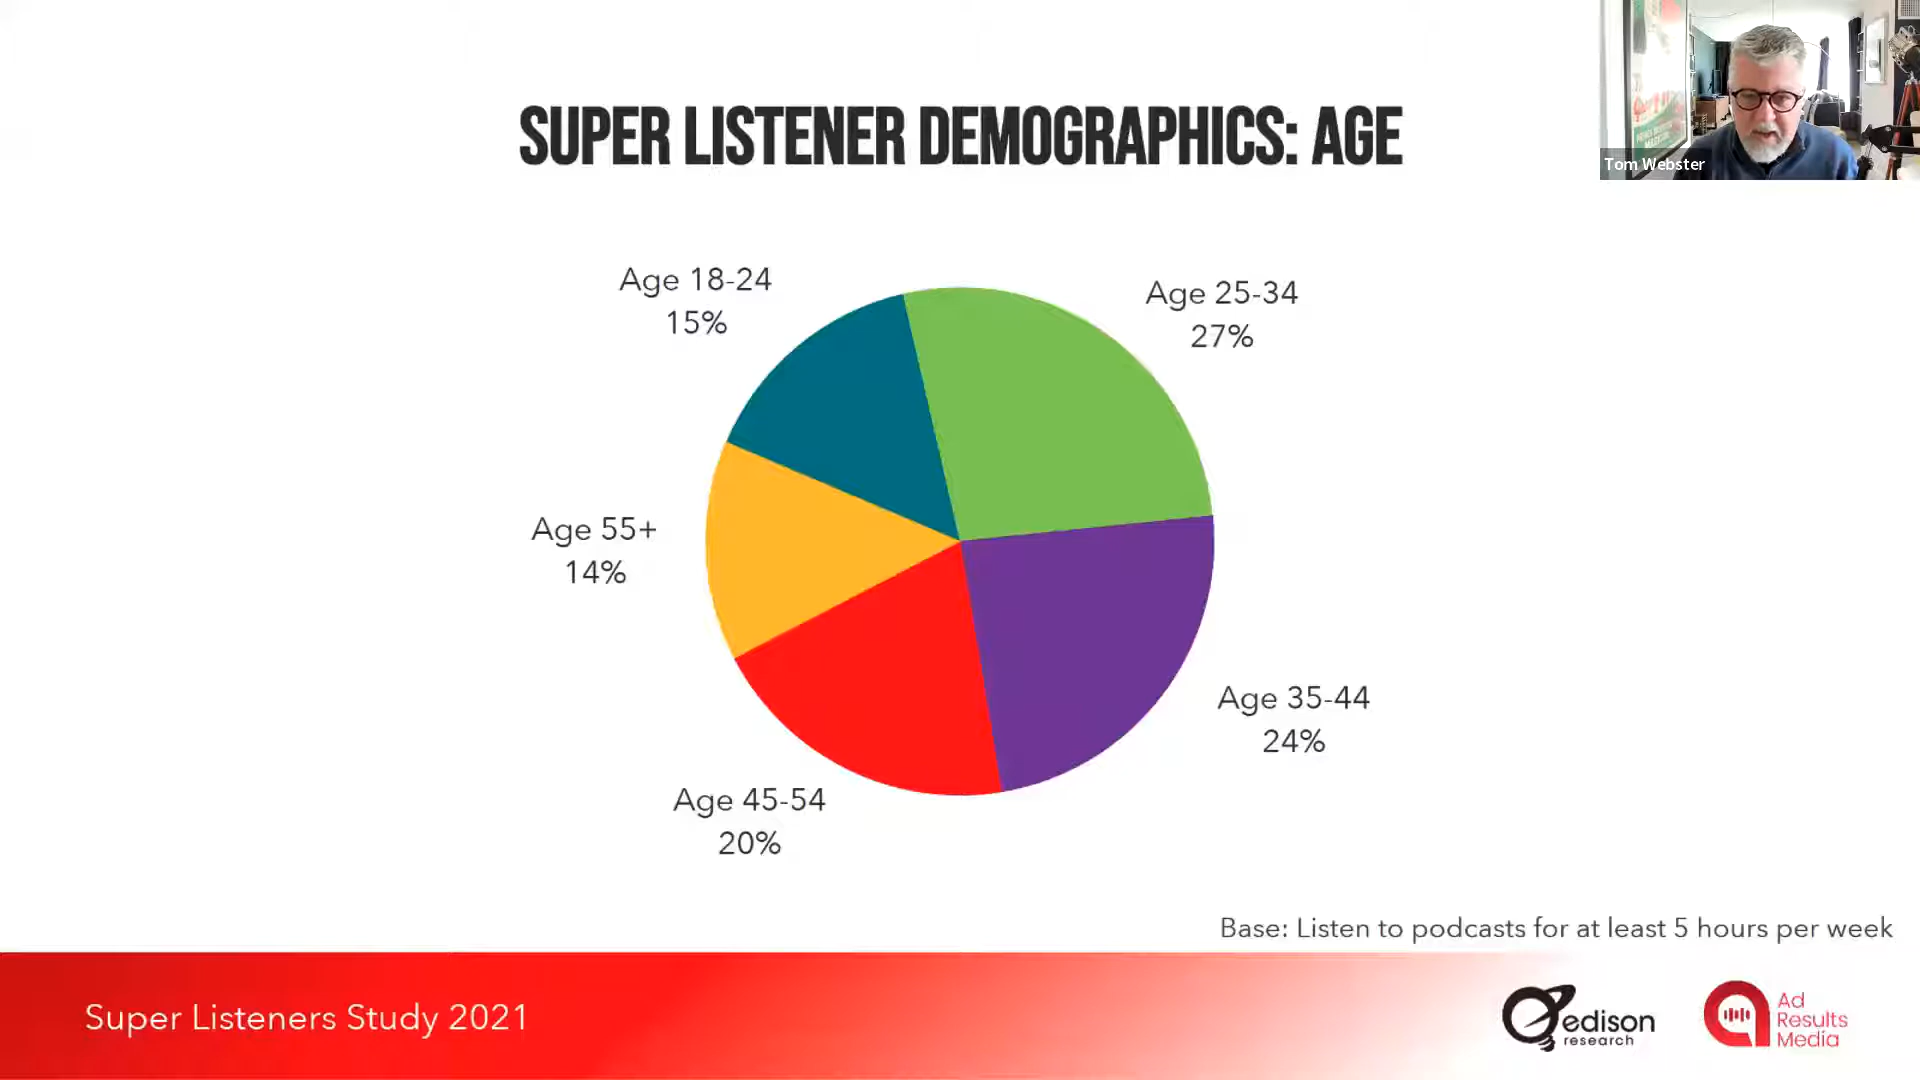 SUPER LISTENER DEMOGRAPHICS: AGE
Tom Webster
Age 18-24
15%
Age 25-34
27%
Age 55+
14%
Age 35-44
24%
Age 45-54
20%
Base: Listen to podcasts for at least 5 hours per week
Super Listeners Study 2021
edison
research
Ad
Results
Media